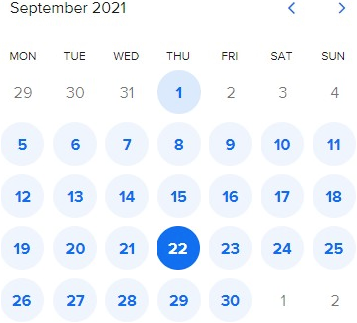 September 2021
MON TUE WED THU FRI SAT SUN
29 30 31 1 2 3 4
5 6 7 8 9 10 11
12 13 14 15 16 17 18
19 20 21 22 23 24 25
26 27 28 29 30 1 2